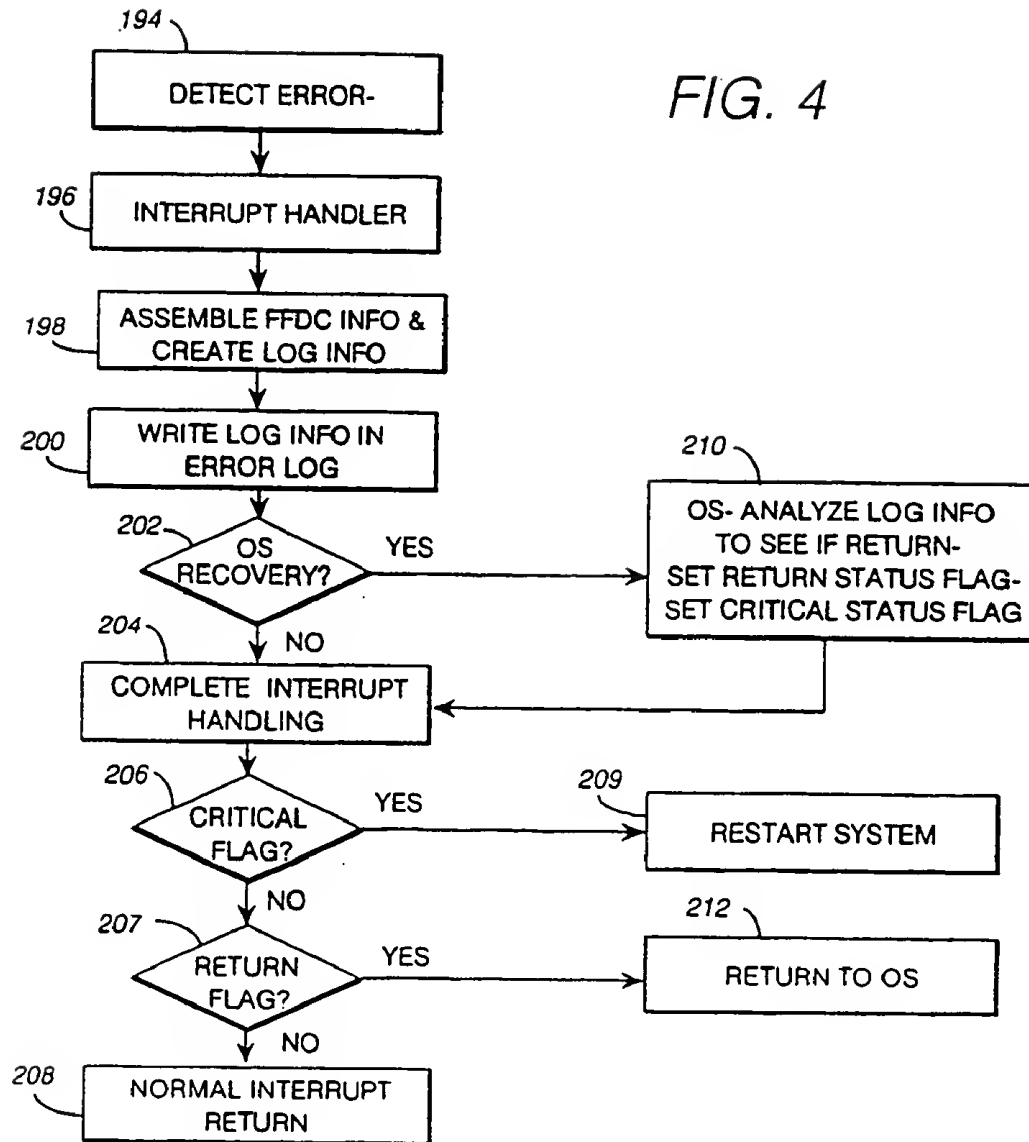 FIG. 4
194
DETECT ERROR-
196
INTERRUPT HANDLER
198
ASSEMBLE FFDC INFO &
CREATE LOG INFO
200
WRITE LOG INFO IN
ERROR LOG
202
OS
RECOVERY?
YES
NO
210
OS- ANALYZE LOG INFO
TO SEE IF RETURN-
SET RETURN STATUS FLAG-
SET CRITICAL STATUS FLAG
204
COMPLETE INTERRUPT
HANDLING
206
CRITICAL
FLAG?
YES
NO
209
RESTART SYSTEM
207
RETURN
FLAG?
YES
NO
212
RETURN TO OS
208
NORMAL INTERRUPT
RETURN